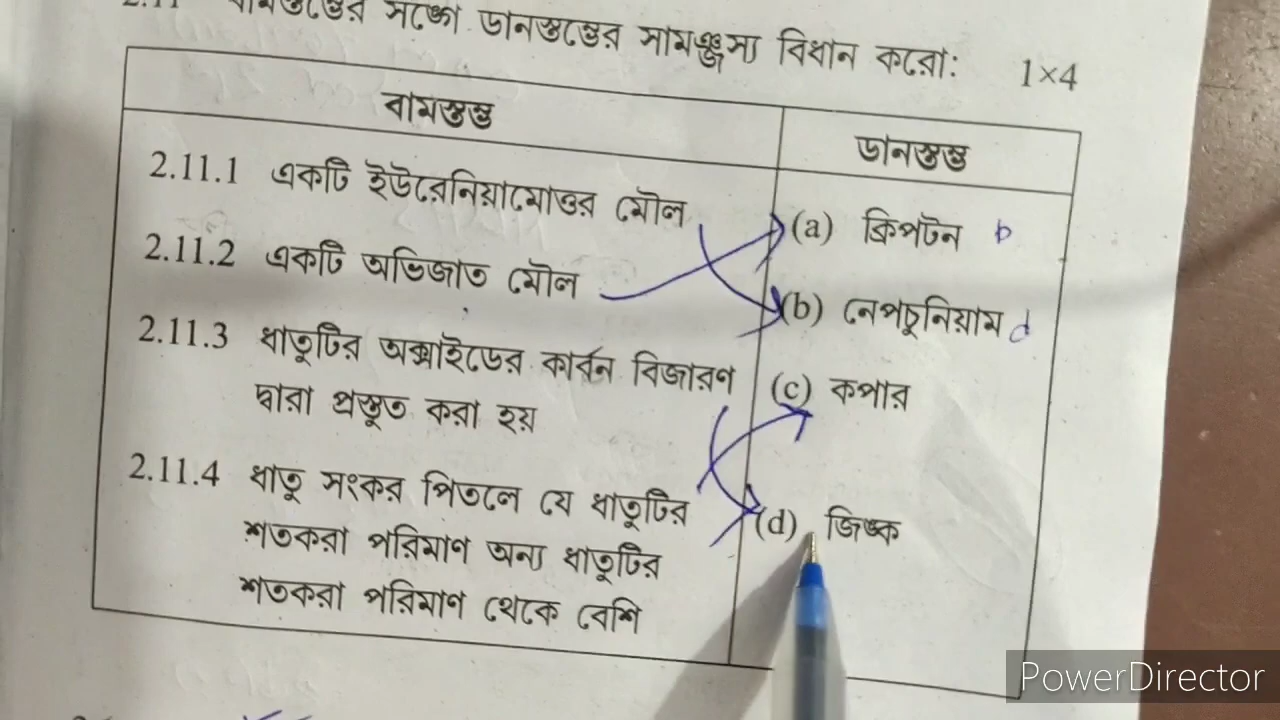 2.11 বামস্তম্ভের সঙ্গে ডানস্তম্ভের সামঞ্জস্য বিধান করো: 1×4
বামস্তম্ভ
ডানস্তম্ভ
2.11.1 একটি ইউরেনিয়ামোত্তর মৌল
(a) ক্রিপটন b
2.11.2 একটি অভিজাত মৌল
(b) নেপচুনিয়াম d
2.11.3 ধাতুটির অক্সাইডের কার্বন বিজারণ
দ্বারা প্রস্তুত করা হয়
(c) কপার
2.11.4 ধাতু সংকর পিতলে যে ধাতুটির
শতকরা পরিমাণ অন্য ধাতুটির
শতকরা পরিমাণ থেকে বেশি
(d) জিঙ্ক
PowerDirector